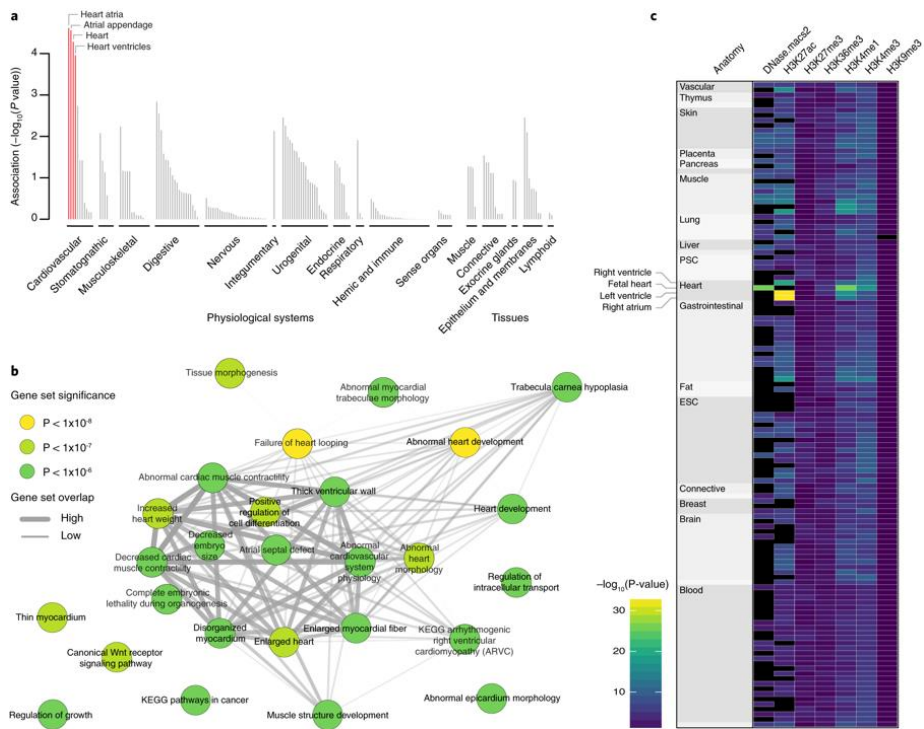 a
Heart atria
Atrial appendage
Heart
Heart ventricles
Association (−log10(P value))
4
3
2
1
0
Cardiovascular
Stomatognathic
Musculoskeletal
Digestive
Nervous
Integumentary
Urogenital
Endocrine
Respiratory
Hemic and immune
Sense organs
Muscle
Connective
Exocrine glands
Epithelium and membranes
Lymphoid
Physiological systems
Tissues
b
Gene set significance
P < 1x10-8
P < 1x10-7
P < 1x10-6
Gene set overlap
High
Low
Tissue morphogenesis
Abnormal myocardial
trabeculae morphology
Trabecula carnea hypoplasia
Failure of heart looping
Abnormal heart development
Abnormal cardiac muscle contractility
Thick ventricular wall
Increased
heart weight
Positive
regulation of
cell differentiation
Heart development
Decreased
embryo
size
Atrial septal defect
Abnormal
cardiovascular
system
physiology
Abnormal
heart
morphology
Decreased cardiac
muscle contractility
Regulation of
intracellular transport
Complete embryonic
lethality during organogenesis
Thin myocardium
Disorganized
myocardium
Enlarged heart
Enlarged myocardial fiber
KEGG arrhythmogenic
right ventricular
cardiomyopathy (ARVC)
Canonical Wnt receptor
signaling pathway
Regulation of growth
KEGG pathways in cancer
Muscle structure development
Abnormal epicardium morphology
−log10(P-value)
30
20
10
c
Anatomy
DNase.macs2
H3K27ac
H3K27me3
H3K36me3
H3K4me1
H3K4me3
H3K9me3
Vascular
Thymus
Skin
Placenta
Pancreas
Muscle
Lung
Liver
PSC
Right ventricle
Fetal heart
Left ventricle
Right atrium
Heart
Gastrointestinal
Fat
ESC
Connective
Breast
Brain
Blood